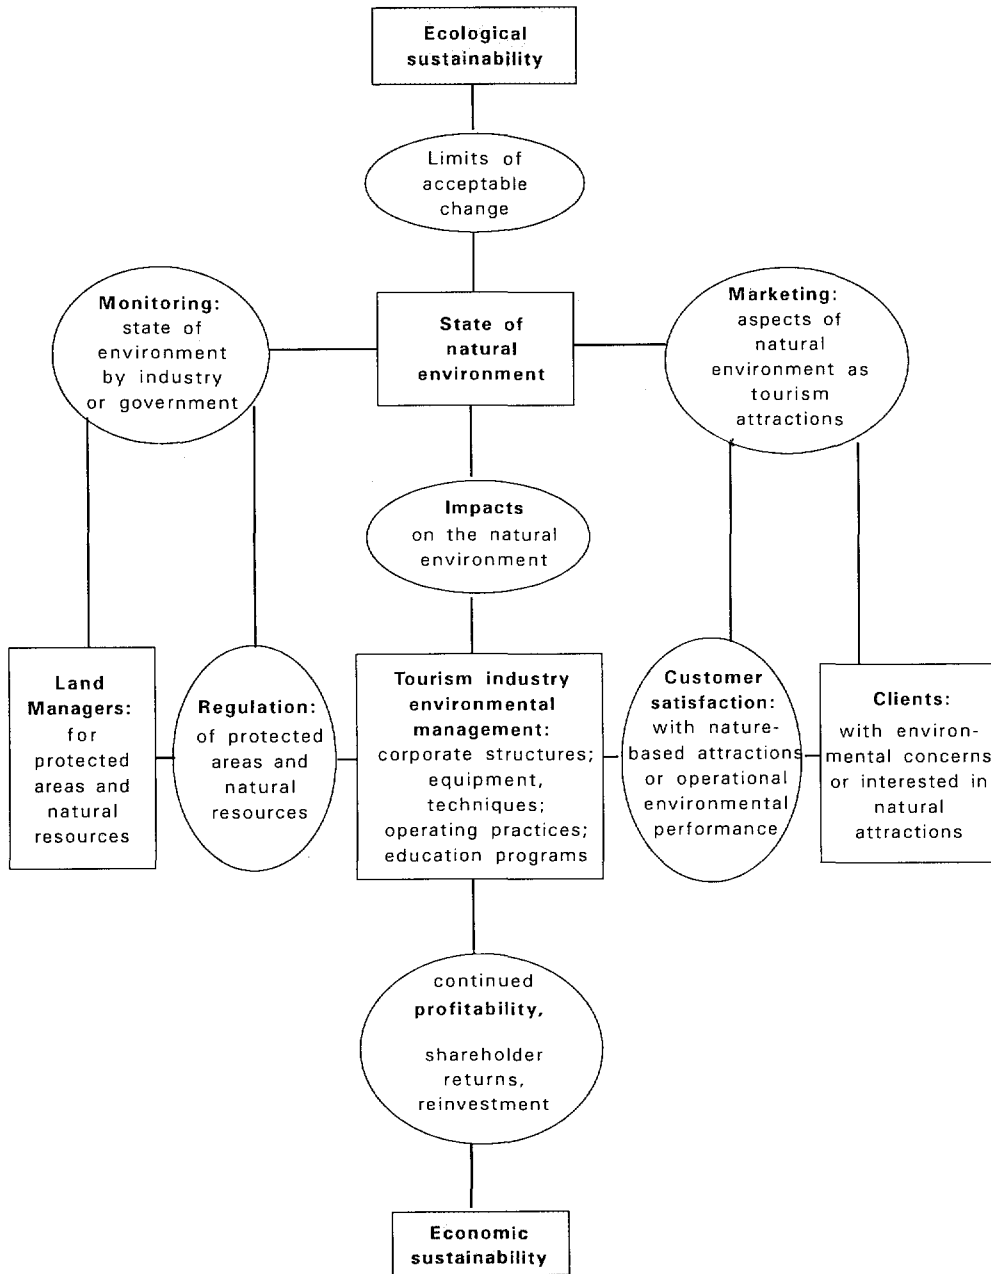 Ecological
sustainability
Limits of
acceptable
change
Monitoring:
state of
environment
by industry
or government
State of
natural
environment
Marketing:
aspects of
natural
environment as
tourism
attractions
Impacts
on the natural
environment
Land
Managers:
for
protected
areas and
natural
resources
Regulation:
of protected
areas and
natural
resources
Tourism industry
environmental
management:
corporate structures;
equipment,
techniques;
operating practices;
education programs
Customer
satisfaction:
with nature-
based attractions
or operational
environmental
performance
Clients:
with environ-
mental concerns
or interested in
natural
attractions
continued
profitability,
shareholder
returns,
reinvestment
Economic
sustainability